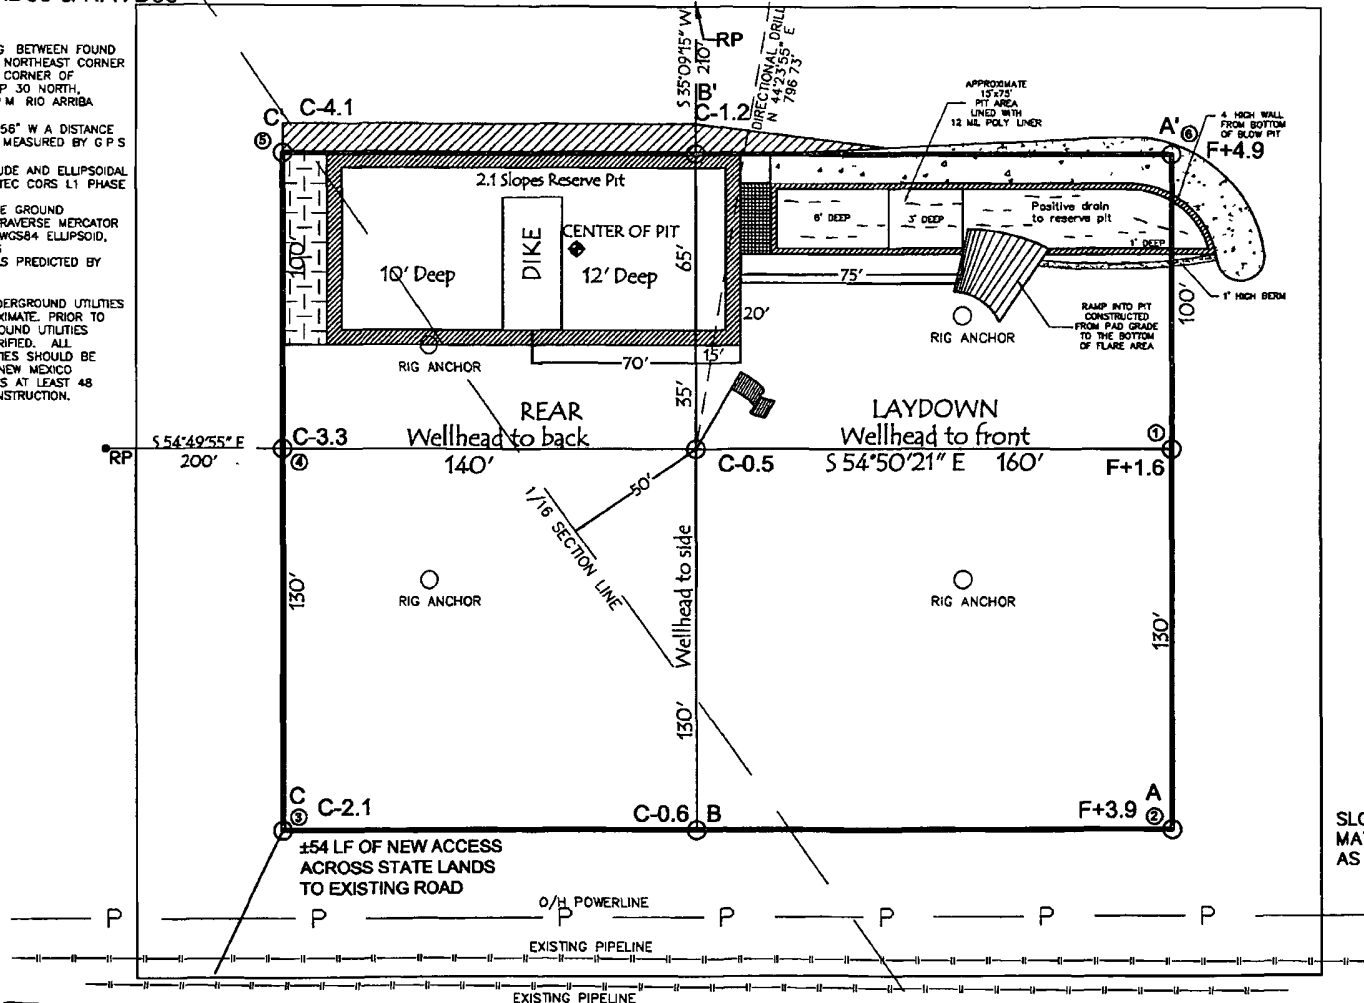 G BETWEEN FOUND
NORTHEAST CORNER
CORNER OF
P 30 NORTH,
P M RIO ARRIBA
56" W A DISTANCE
MEASURED BY G P S
UDE AND ELLIPSOIDAL
TEC CORS L1 PHASE
E GROUND
RAVERSE MERCATOR
WGS84 ELLIPSOID,
S PREDICTED BY
DERGROUND UTILITIES
XIMATE. PRIOR TO
OUND UTILITIES
RIFIED. ALL
TIES SHOULD BE
NEW MEXICO
S AT LEAST 48
NSTRUCTION.
RP
S 35°09'15" W
210'
DIRECTIONAL DRILL
N 44°23'55" E
796 73'
C' C-4.1
⑤
B'
C-1.2
APPROXIMATE
15'x75'
PIT AREA
LINED WITH
12 MIL POLY LINER
A' ⑥
F+4.9
4 HIGH WALL
FROM BOTTOM
OF BLOW PIT
2.1 Slopes Reserve Pit
DIKE
CENTER OF PIT
10' Deep
12' Deep
100'
65'
6' DEEP
3' DEEP
Positive drain
to reserve pit
1' DEEP
75'
20'
15'
70'
35'
100'
1' HIGH BERM
RAMP INTO PIT
CONSTRUCTED
FROM PAD GRADE
TO THE BOTTOM
OF FLARE AREA
RIG ANCHOR
RIG ANCHOR
REAR
Wellhead to back
140'
LAYDOWN
Wellhead to front
S 54°50'21" E 160'
RP
S 54°49'55" E
200'
C-3.3
④
C-0.5
①
F+1.6
50'
1/16 SECTION LINE
Wellhead to side
130'
130'
130'
RIG ANCHOR
RIG ANCHOR
C
③ C-2.1
C-0.6 B
F+3.9 A
②
±54 LF OF NEW ACCESS
ACROSS STATE LANDS
TO EXISTING ROAD
SLO
MAT
AS
O/H POWERLINE
P P P P P P P P
EXISTING PIPELINE
EXISTING PIPELINE